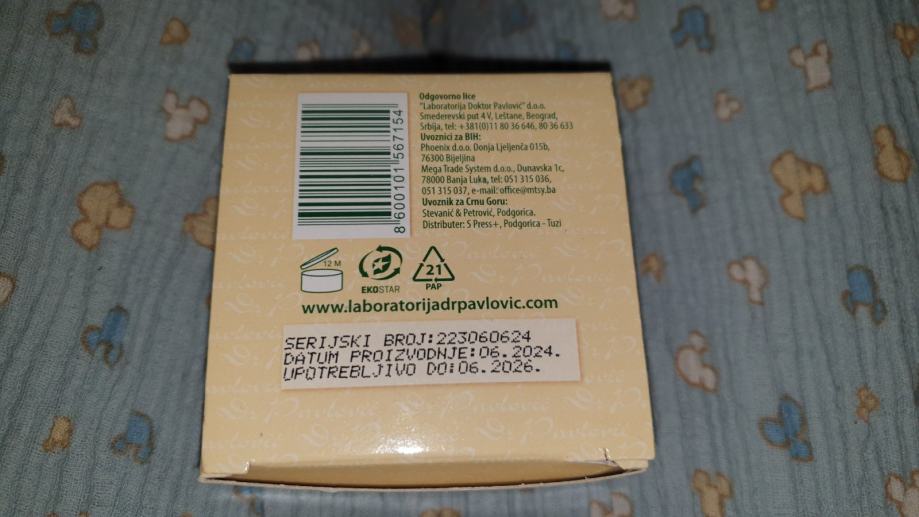 Odgovorno lice
"Laboratorija Doktor Pavlović" d.o.o.
Smederevski put 4 V, Leštane, Beograd,
Srbija, tel: +381(0)11 80 36 646, 80 36 633
Uvoznici za BIH:
Phoenix d.o.o. Donja Ljeljenča 015b,
76300 Bijeljina
Mega Trade System d.o.o., Dunavska 1c,
78000 Banja Luka, tel: 051 315 036,
051 315 037, e-mail: office@mtsy.ba
Uvoznik za Crnu Goru:
Stevanić & Petrović, Podgorica.
Distributer: S Press+, Podgorica - Tuzi
8 600101 567154
12 M
EKOSTAR
21
PAP
www.laboratorijadrpavlovic.com
SERIJSKI BROJ:223060624
DATUM PROIZVODNJE:06.2024.
UPOTREBLJIVO DO:06.2026.